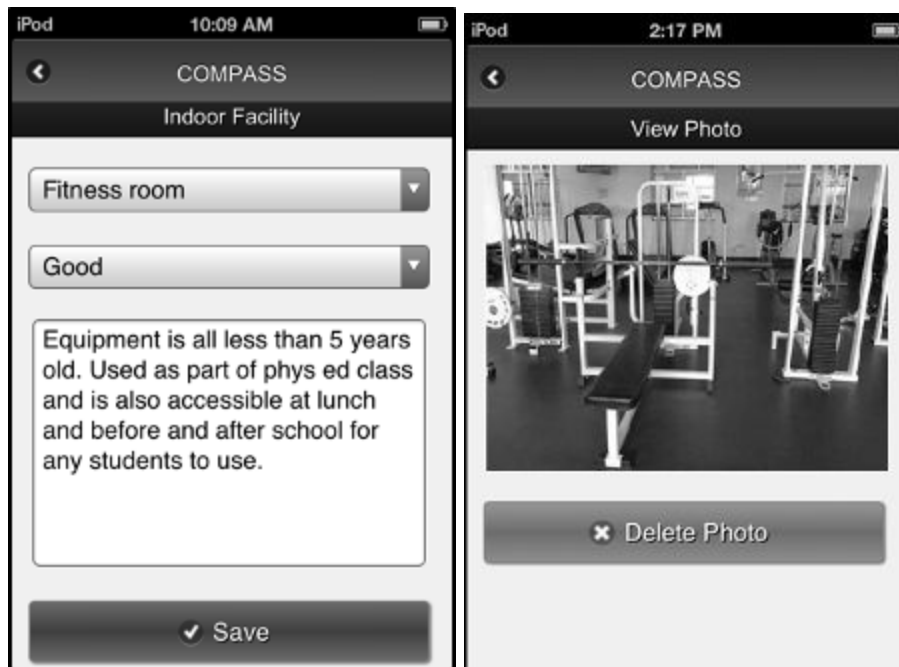 iPod 10:09 AM
COMPASS
Indoor Facility
Fitness room
Good
Equipment is all less than 5 years
old. Used as part of phys ed class
and is also accessible at lunch
and before and after school for
any students to use.
Save
iPod 2:17 PM
COMPASS
View Photo
Delete Photo